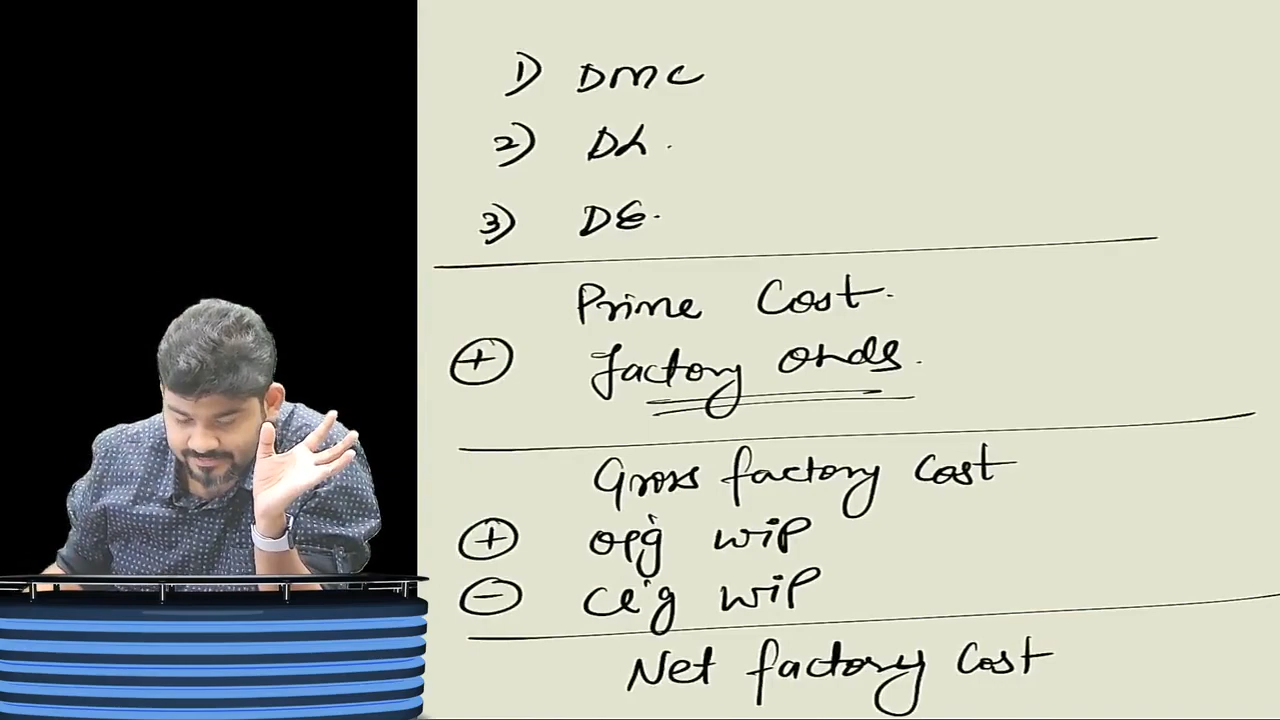 1) DMC
2) DL.
3) DE.
Prime Cost.
+ factory ohds.
Gross factory Cost
+ opg WIP
- clg WIP
Net factory Cost